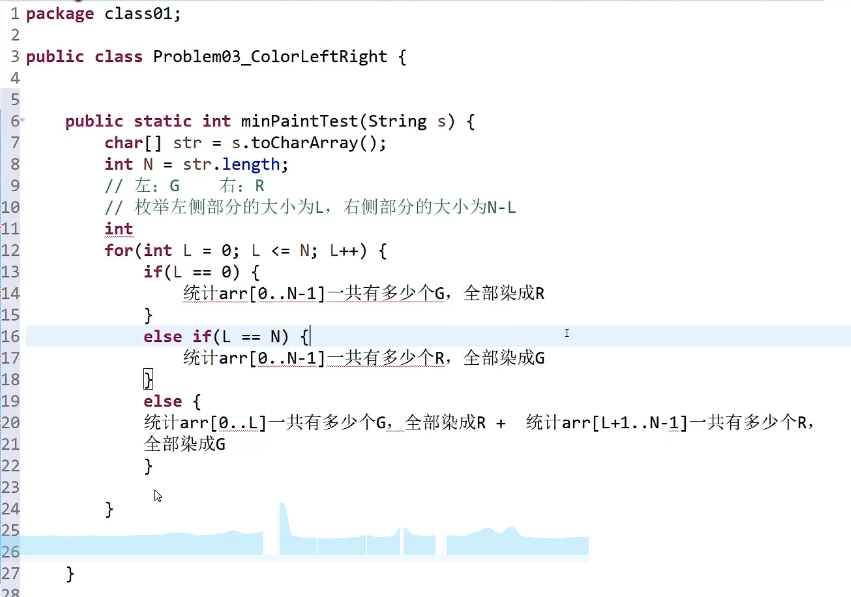 1 package class01;
2
3 public class Problem03_ColorLeftRight {
4
5
6 public static int minPaintTest(String s) {
7 char[] str = s.toCharArray();
8 int N = str.length;
9 // 左：G 右：R
10 // 枚举左侧部分的大小为L，右侧部分的大小为N-L
11 int
12 for(int L = 0; L <= N; L++) {
13 if(L == 0) {
14 统计arr[0..N-1]一共有多少个G，全部染成R
15 }
16 else if(L == N) {
17 统计arr[0..N-1]一共有多少个R，全部染成G
18 }
19 else {
20 统计arr[0..L]一共有多少个G，全部染成R + 统计arr[L+1..N-1]一共有多少个R，
21 全部染成G
22 }
23
24 }
25
26
27 }
28